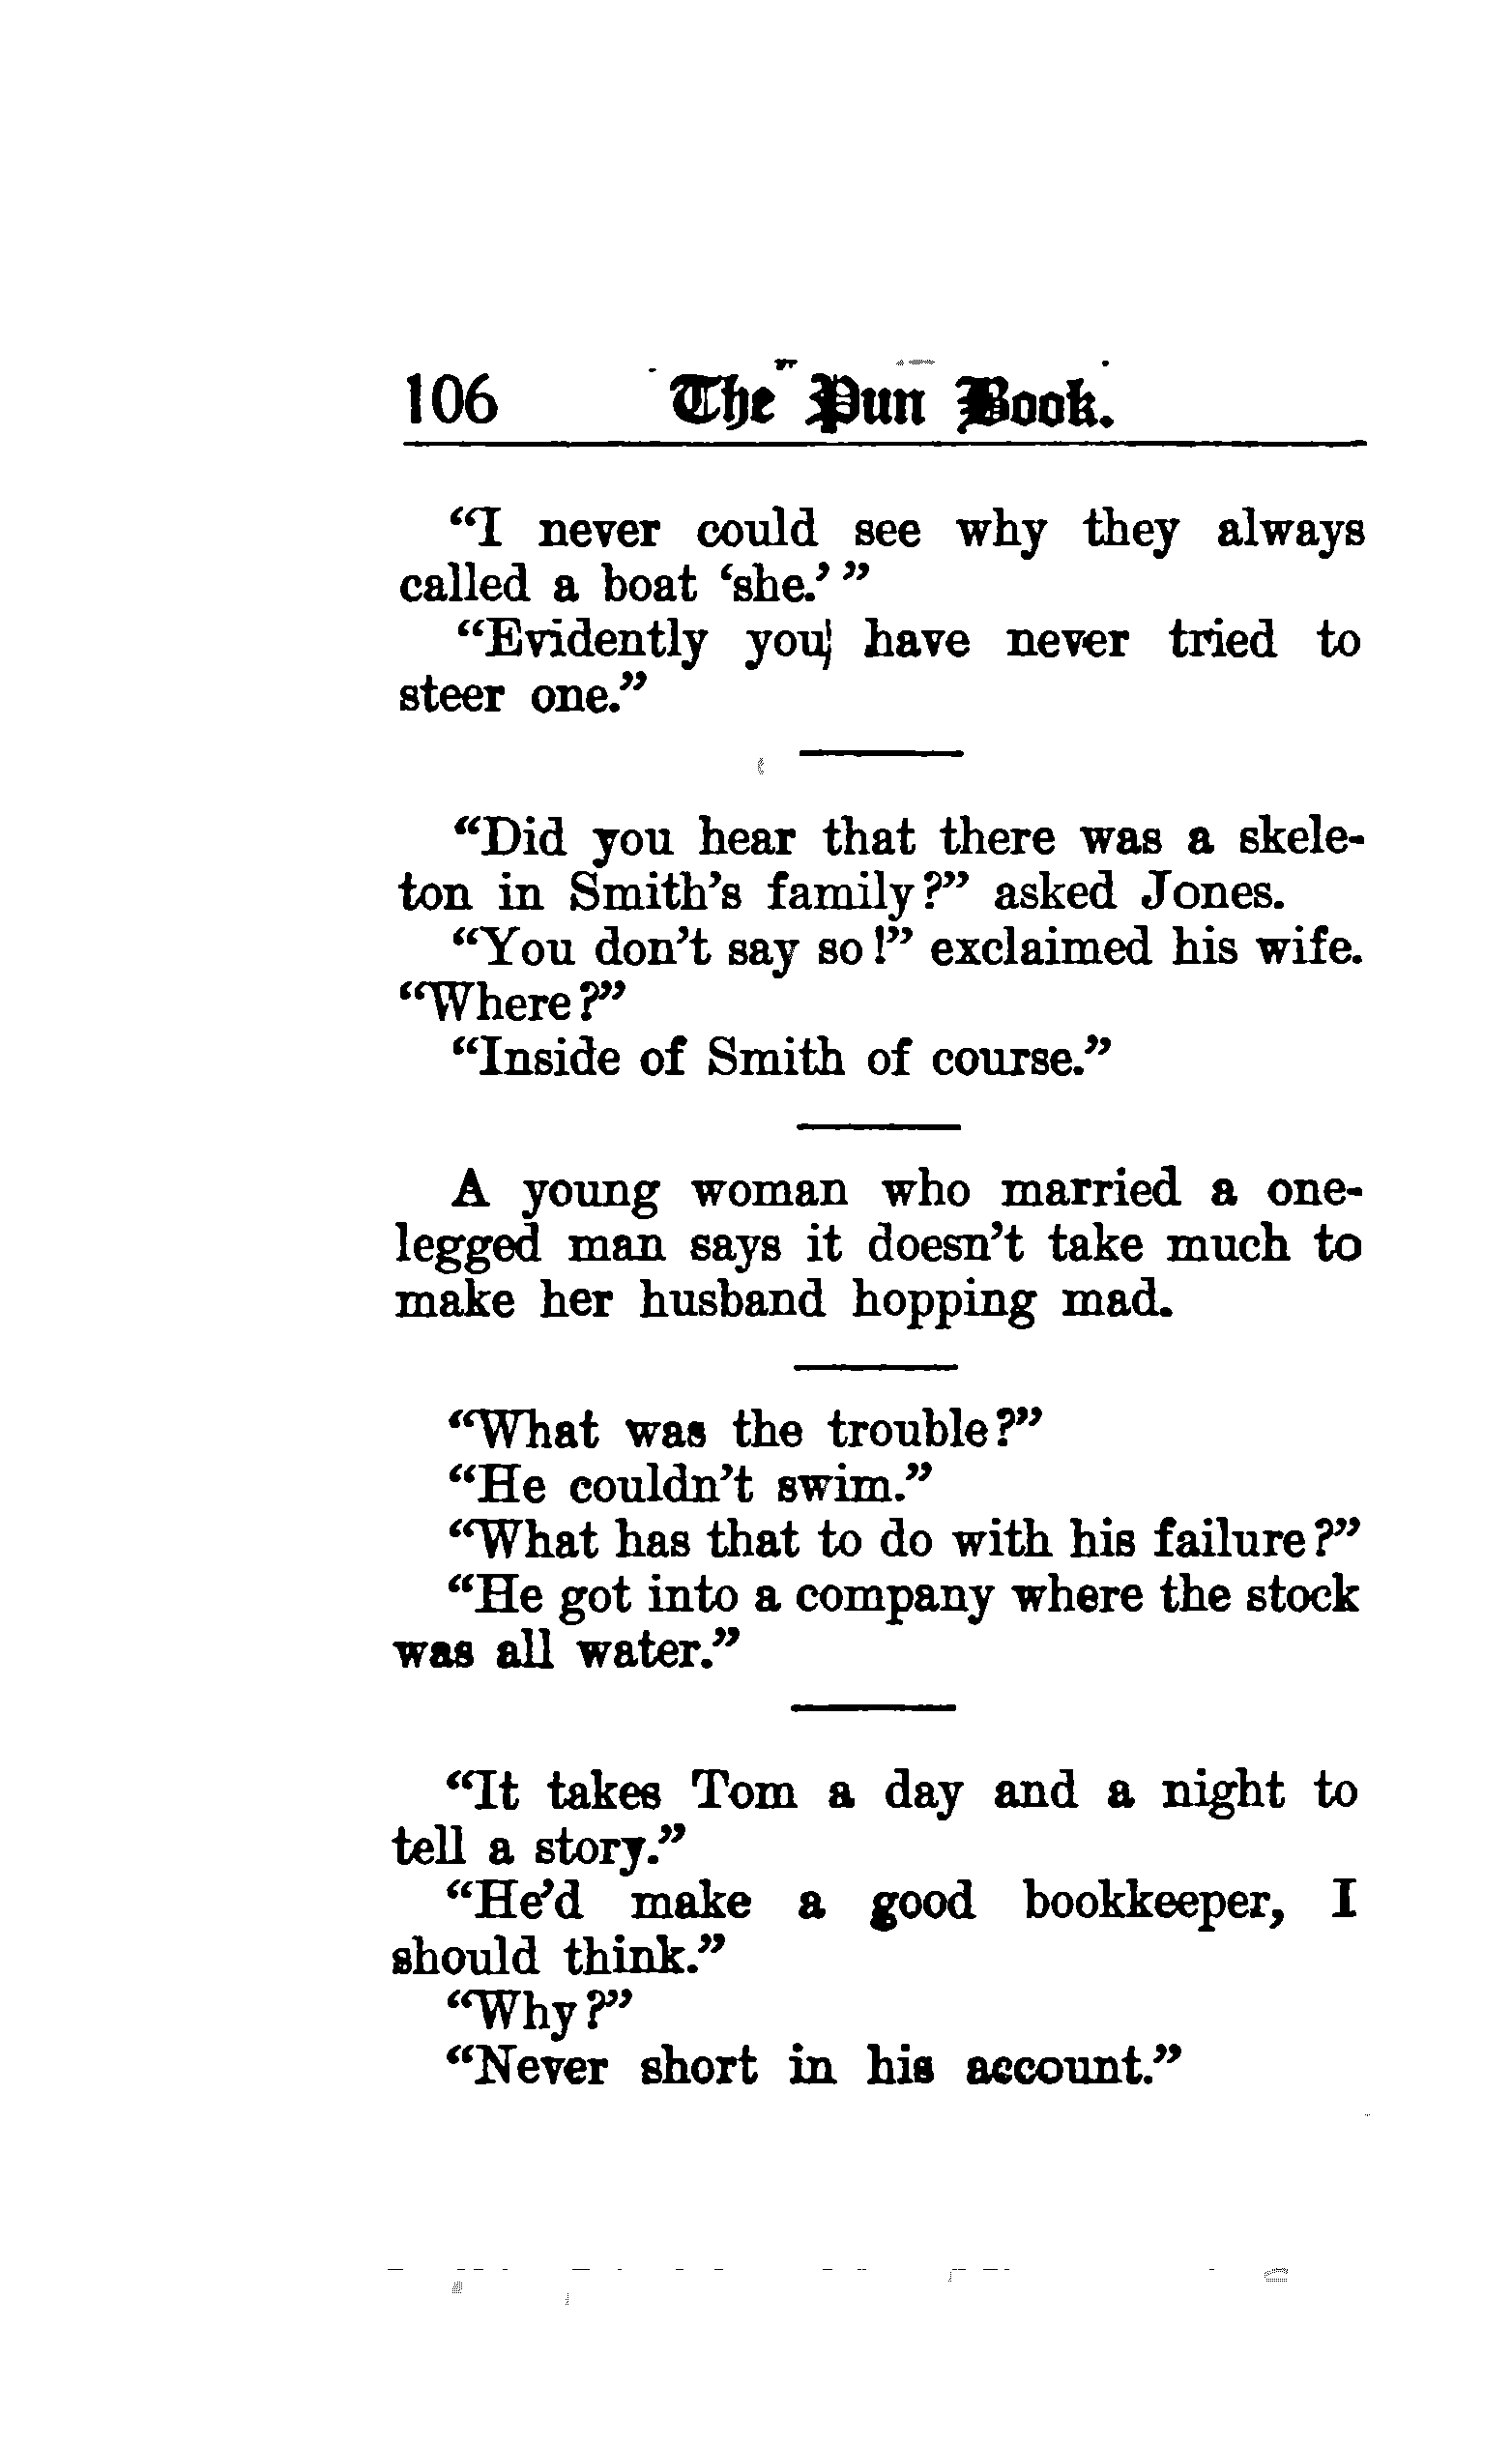 106 The Pun Book.
“I never could see why they always
called a boat ‘she.’”
“Evidently you have never tried to
steer one.”
“Did you hear that there was a skele-
ton in Smith’s family?” asked Jones.
“You don’t say so!” exclaimed his wife.
“Where?”
“Inside of Smith of course.”
A young woman who married a one-
legged man says it doesn’t take much to
make her husband hopping mad.
“What was the trouble?”
“He couldn’t swim.”
“What has that to do with his failure?”
“He got into a company where the stock
was all water.”
“It takes Tom a day and a night to
tell a story.”
“He’d make a good bookkeeper, I
should think.”
“Why?”
“Never short in his account.”